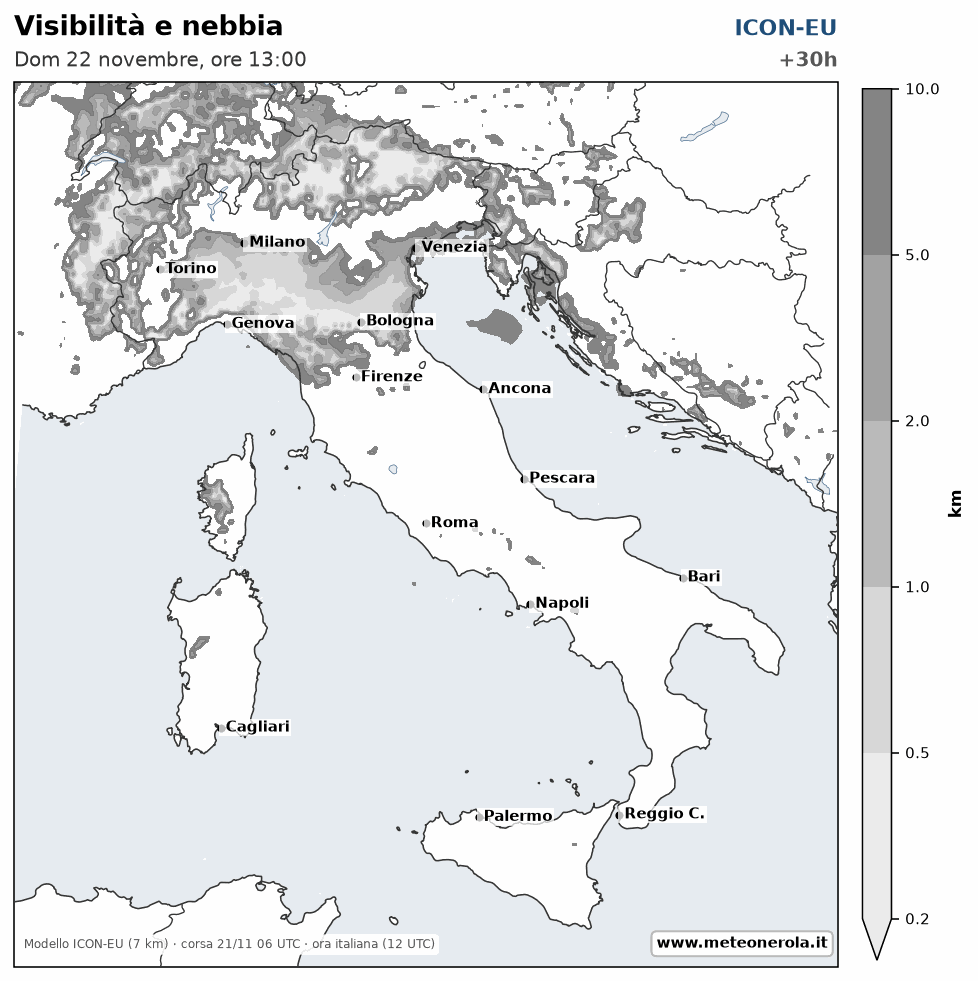 Visibilità e nebbia
ICON-EU
Dom 22 novembre, ore 13:00
+30h
10.0
5.0
2.0
1.0
0.5
0.2
km
Milano
Venezia
Torino
Genova
Bologna
Firenze
Ancona
Pescara
Roma
Bari
Napoli
Cagliari
Palermo
Reggio C.
Modello ICON-EU (7 km) · corsa 21/11 06 UTC · ora italiana (12 UTC)
www.meteonerola.it